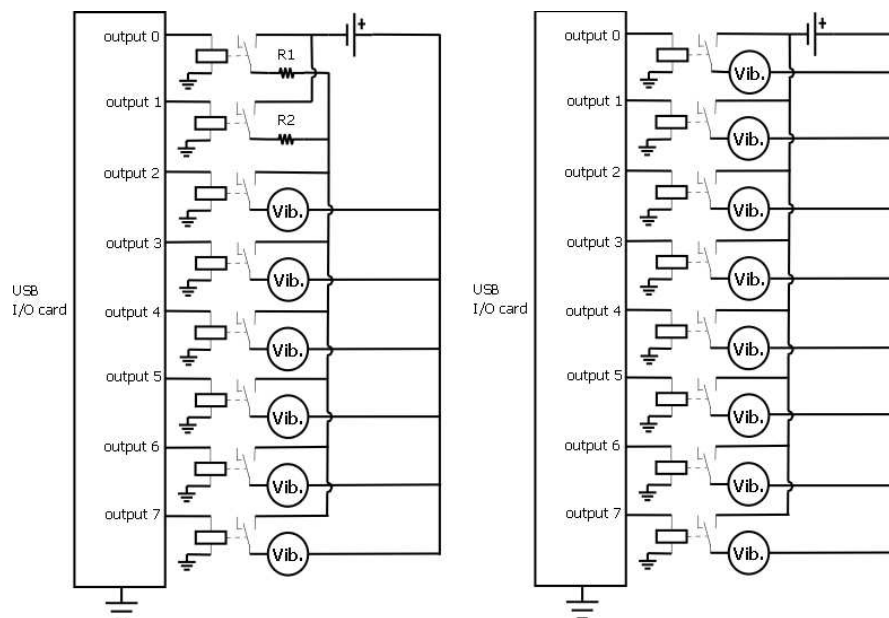 output 0
R1
output 1
R2
output 2
Vib.
output 3
Vib.
USB
I/O card
output 4
Vib.
output 5
Vib.
output 6
Vib.
output 7
Vib.
output 0
Vib.
output 1
Vib.
output 2
Vib.
output 3
Vib.
USB
I/O card
output 4
Vib.
output 5
Vib.
output 6
Vib.
output 7
Vib.